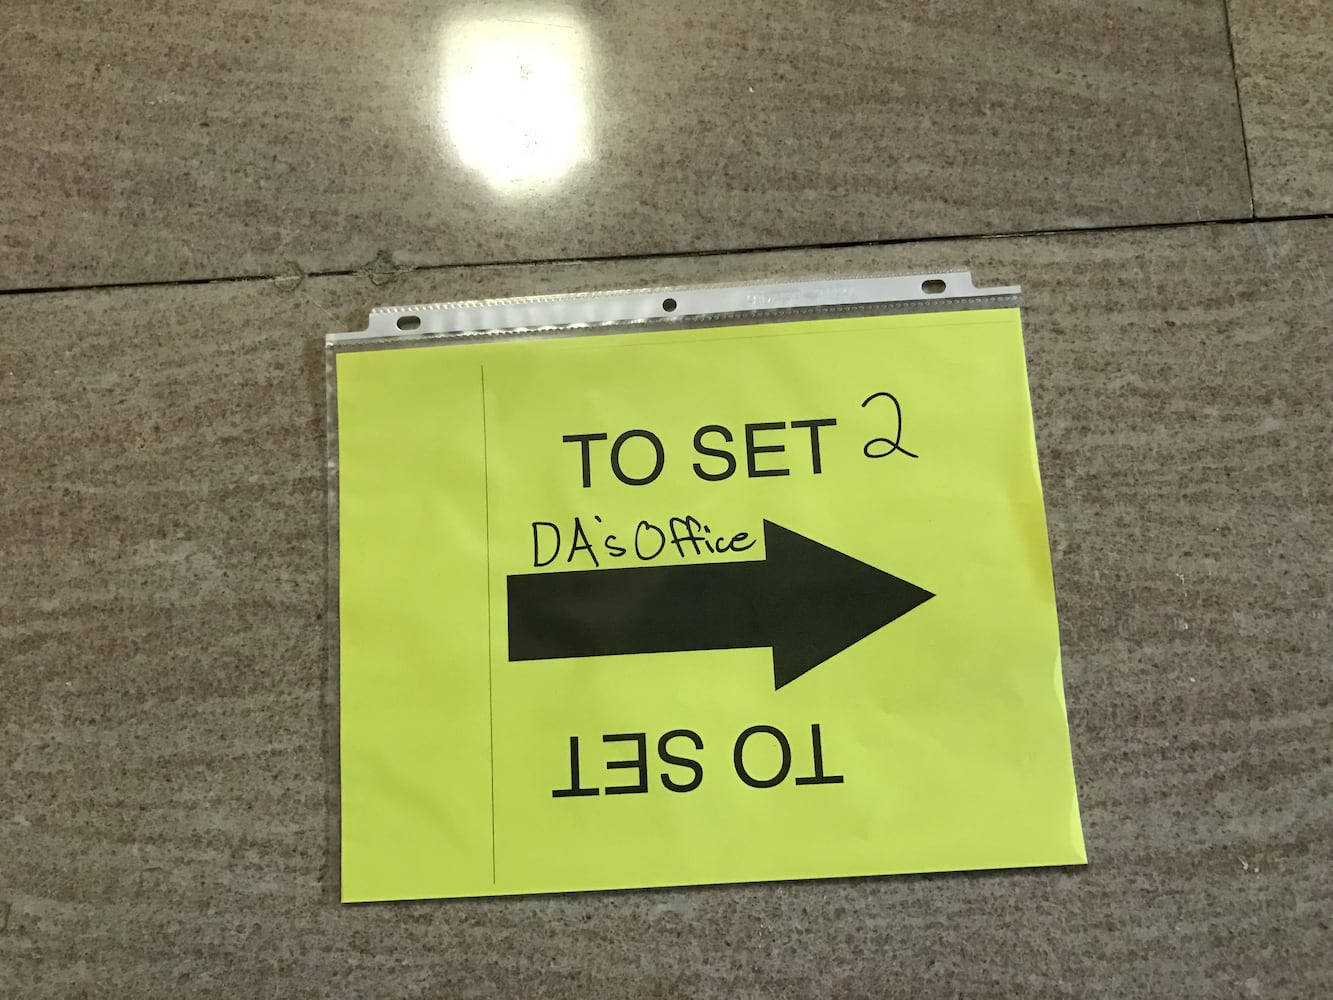 TO SET 2
DA's Office
TO SET